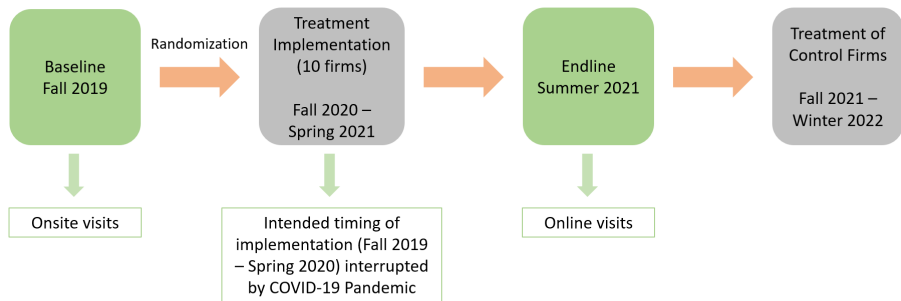 Baseline
Fall 2019
Randomization
Treatment
Implementation
(10 firms)
Fall 2020 –
Spring 2021
Endline
Summer 2021
Treatment of
Control Firms
Fall 2021 –
Winter 2022
Onsite visits
Intended timing of
implementation (Fall 2019
– Spring 2020) interrupted
by COVID-19 Pandemic
Online visits